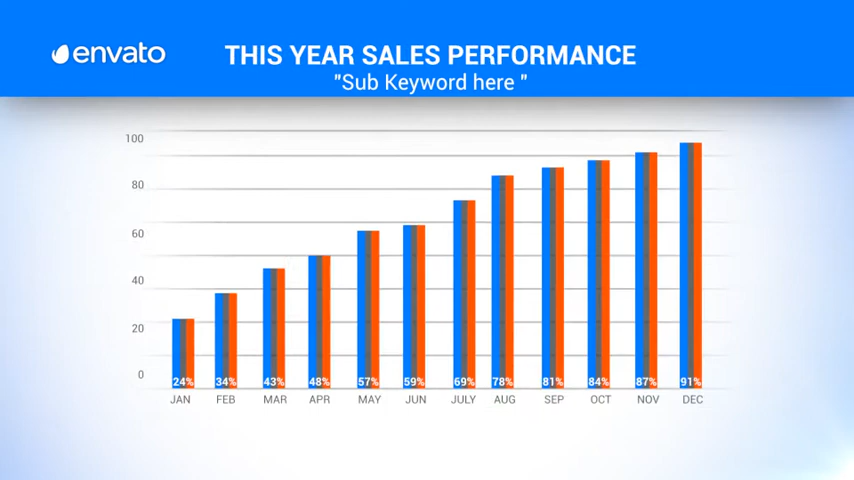 envato
THIS YEAR SALES PERFORMANCE
"Sub Keyword here "
100
80
60
40
20
0
24% 34% 43% 48% 57% 59% 69% 78% 81% 84% 87% 91%
JAN FEB MAR APR MAY JUN JULY AUG SEP OCT NOV DEC